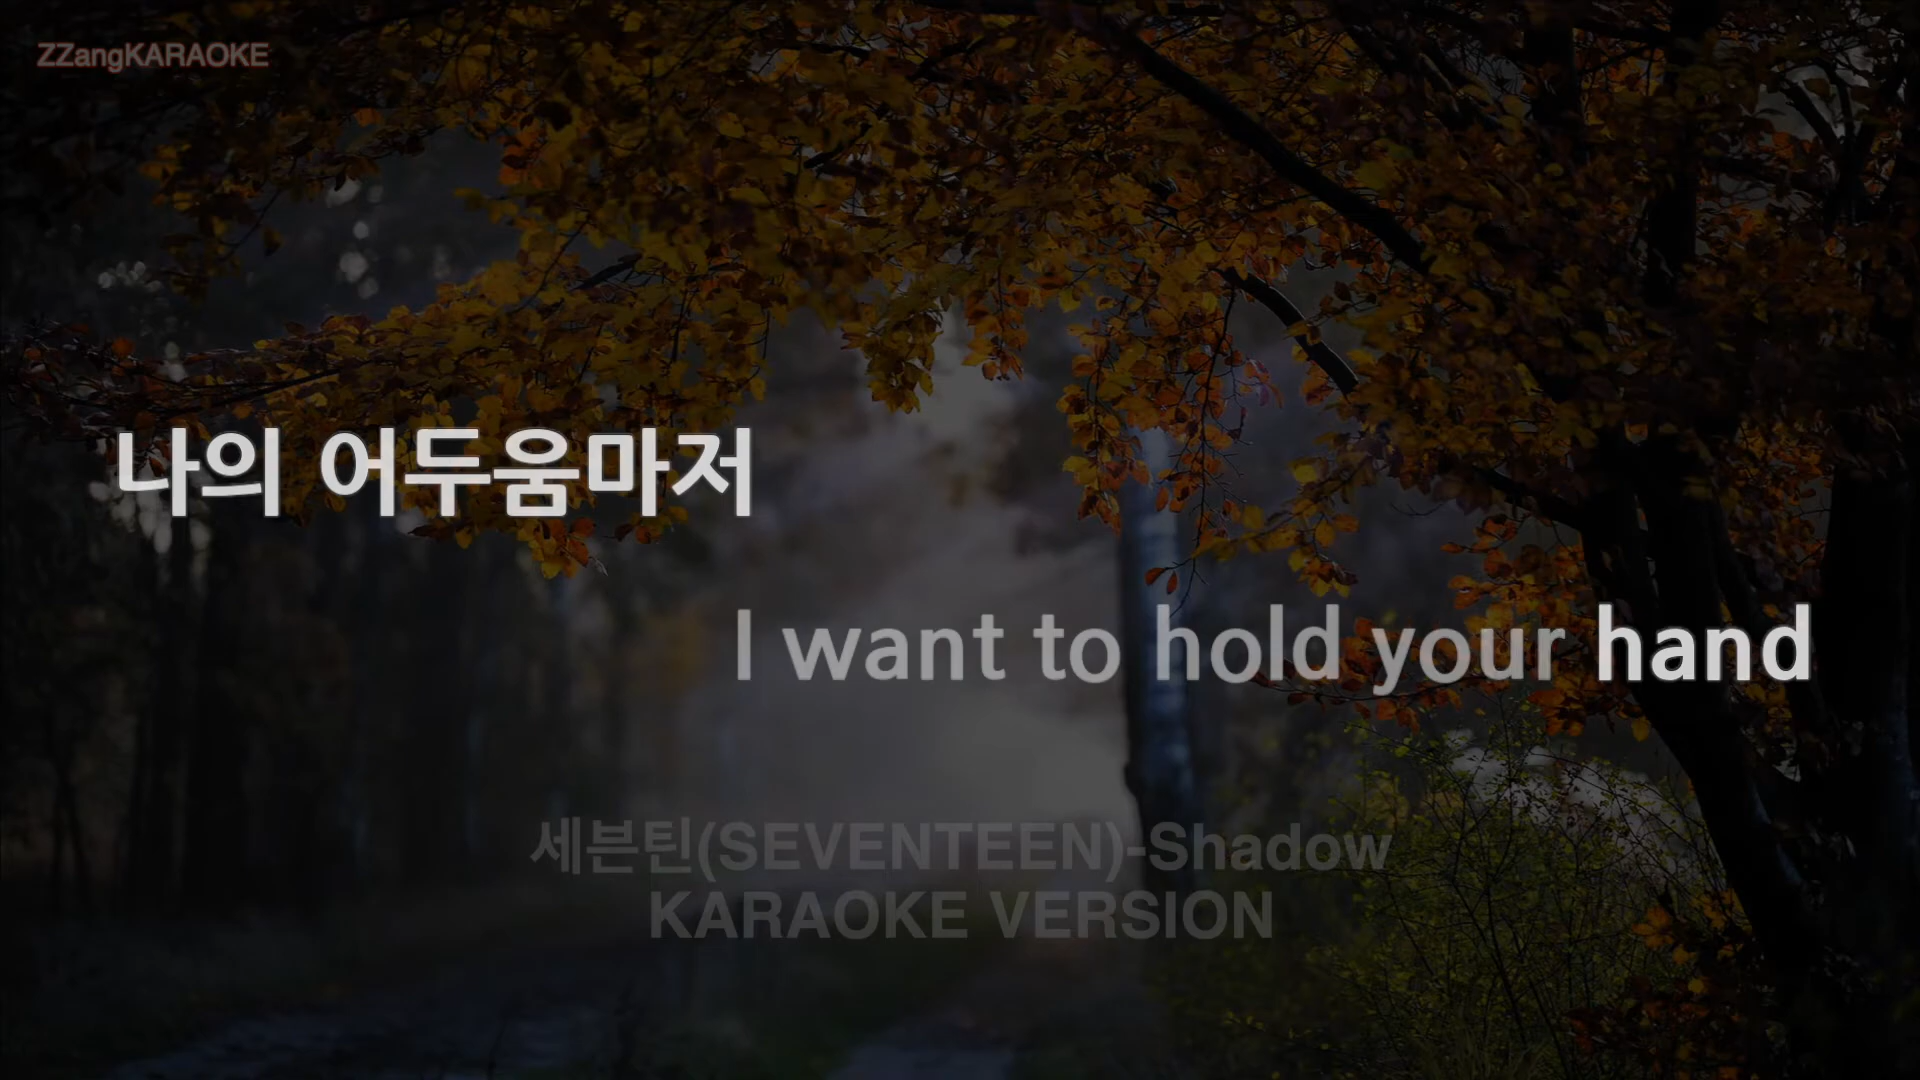 ZZangKARAOKE
나의 어두움마저
I want to hold your hand
세븐틴(SEVENTEEN)-Shadow
KARAOKE VERSION